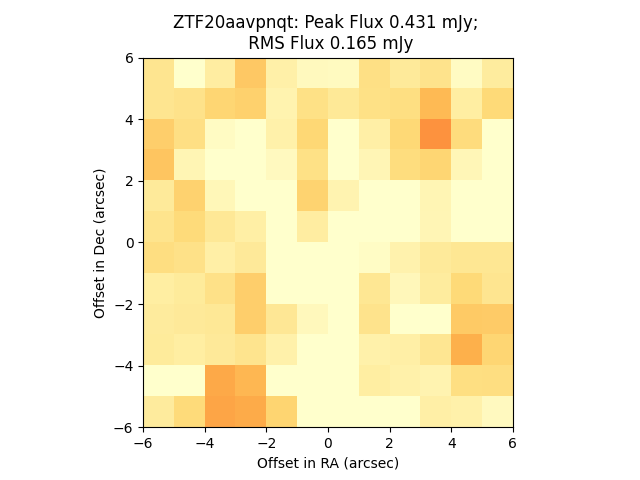 ZTF20aavpnqt: Peak Flux 0.431 mJy;
RMS Flux 0.165 mJy
6
4
2
0
−2
−4
−6
Offset in Dec (arcsec)
−6 −4 −2 0 2 4 6
Offset in RA (arcsec)